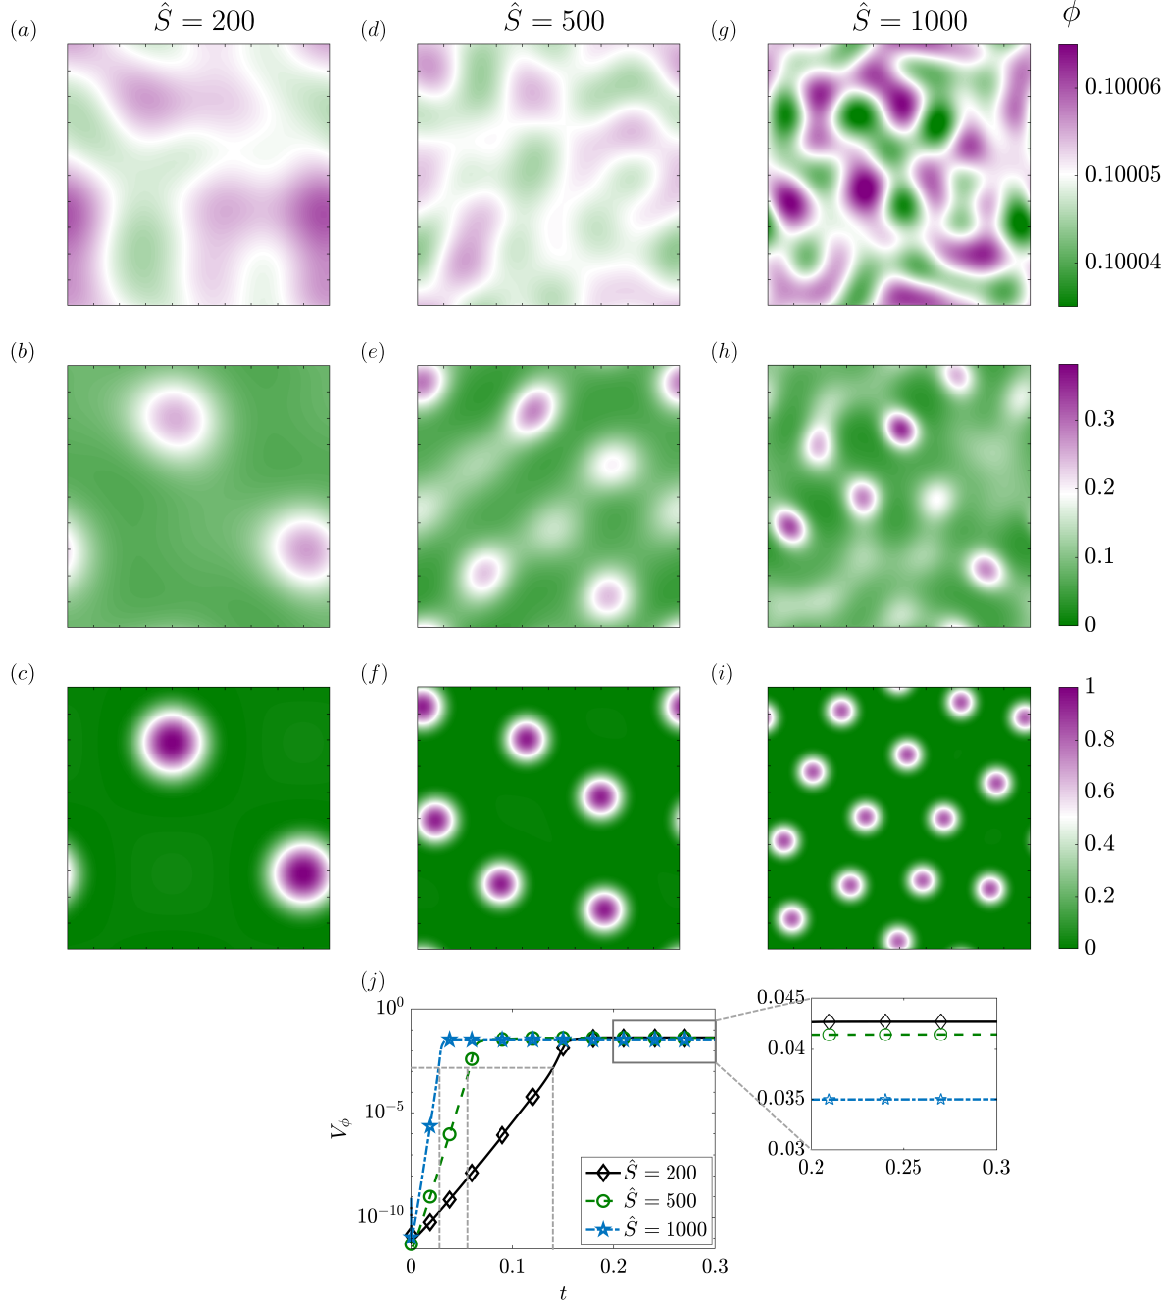 (a) Ŝ = 200 (d) Ŝ = 500 (g) Ŝ = 1000 ϕ
0.10006
0.10005
0.10004
(b) (e) (h)
0.3
0.2
0.1
0
(c) (f) (i)
1
0.8
0.6
0.4
0.2
0
(j)
10^0
10^-5
10^-10
V_ϕ
0 0.1 0.2 0.3
t
Ŝ = 200
Ŝ = 500
Ŝ = 1000
0.045
0.04
0.035
0.03
0.2 0.25 0.3